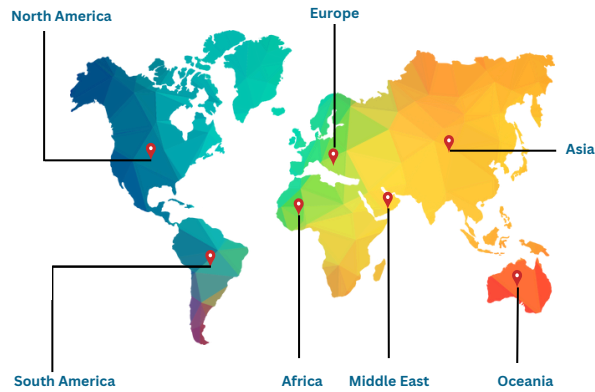 North America
Europe
Asia
South America
Africa
Middle East
Oceania